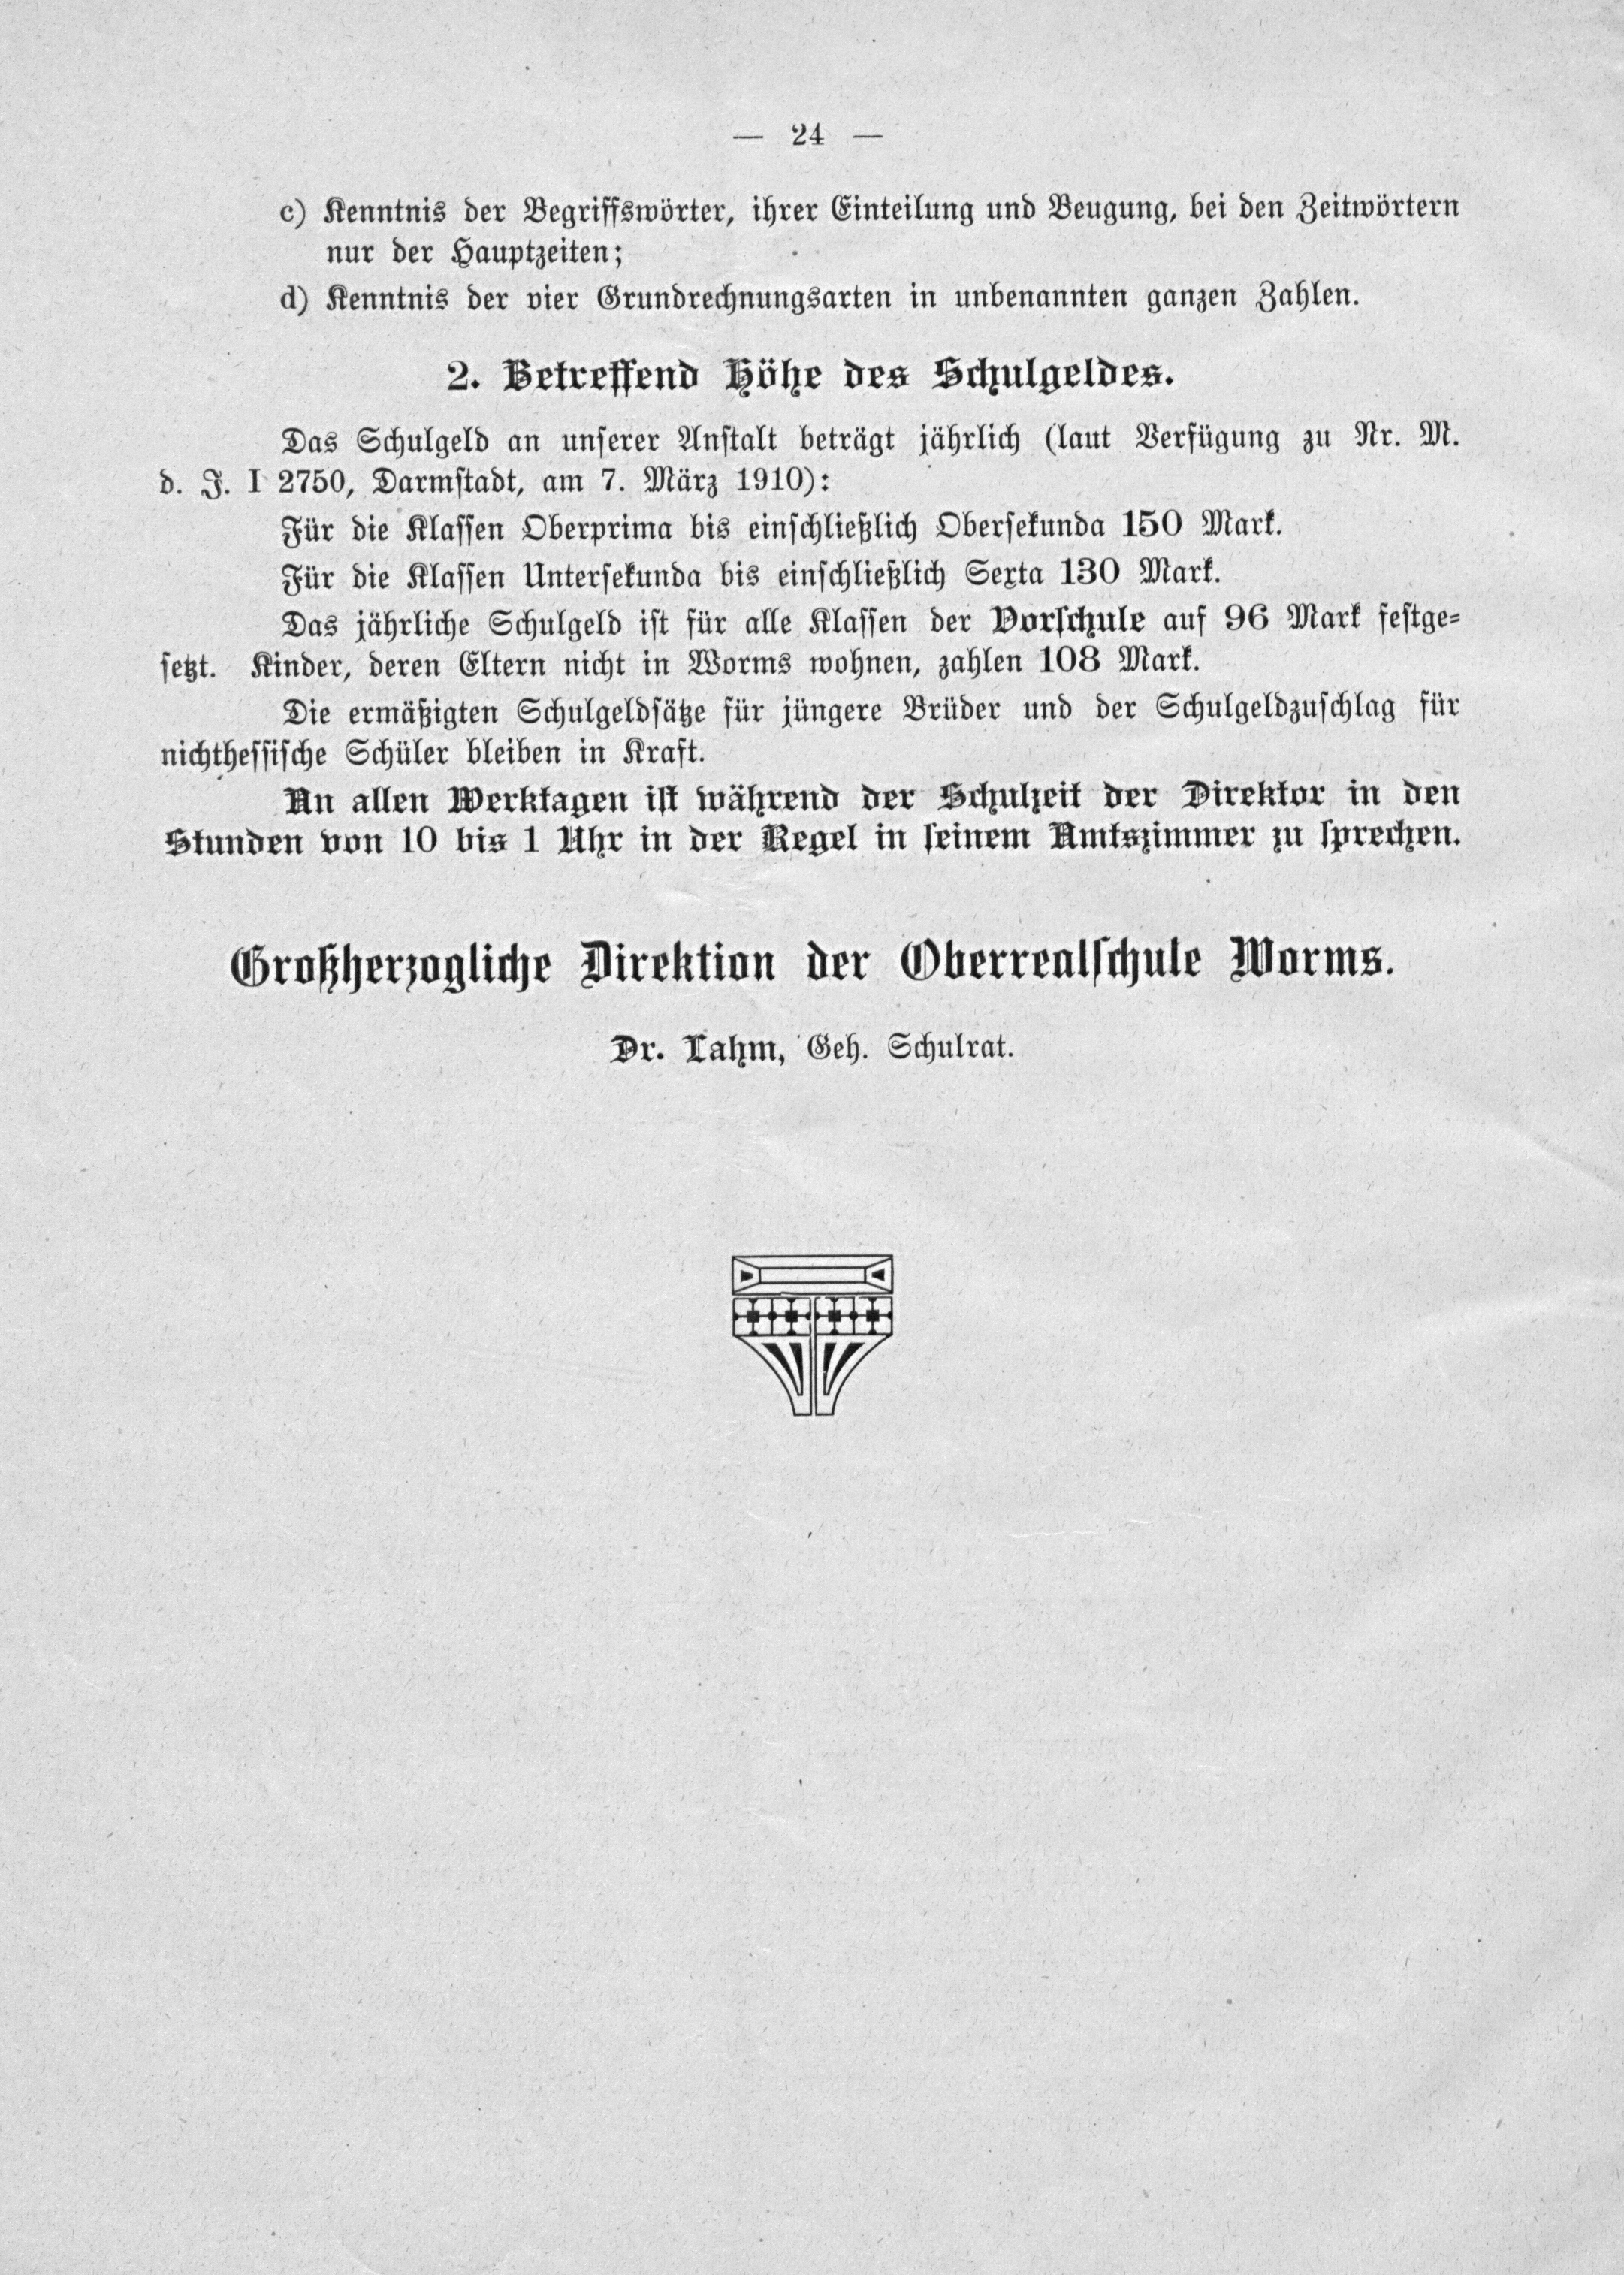 — 24 —
c) Kenntnis der Begriffswörter, ihrer Einteilung und Beugung, bei den Zeitwörtern
nur der Hauptzeiten;
d) Kenntnis der vier Grundrechnungsarten in unbenannten ganzen Zahlen.
2. Betreffend Höhe des Schulgeldes.
Das Schulgeld an unserer Anstalt beträgt jährlich (laut Verfügung zu Nr. M.
d. J. I 2750, Darmstadt, am 7. März 1910):
Für die Klassen Oberprima bis einschließlich Obersekunda 150 Mark.
Für die Klassen Untersekunda bis einschließlich Sexta 130 Mark.
Das jährliche Schulgeld ist für alle Klassen der Vorschule auf 96 Mark festge-
setzt. Kinder, deren Eltern nicht in Worms wohnen, zahlen 108 Mark.
Die ermäßigten Schulgeldsätze für jüngere Brüder und der Schulgeldzuschlag für
nichthessische Schüler bleiben in Kraft.
An allen Werktagen ist während der Schulzeit der Direktor in den
Stunden von 10 bis 1 Uhr in der Regel in seinem Amtszimmer zu sprechen.
Großherzogliche Direktion der Oberrealschule Worms.
Dr. Lahm, Geh. Schulrat.